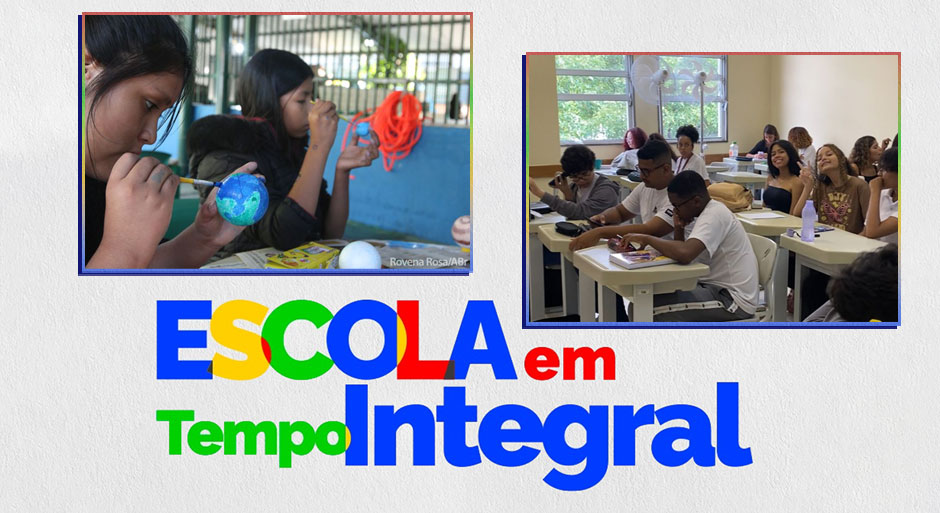 Rovena Rosa/ABr
ESCOLA em
Tempo Integral